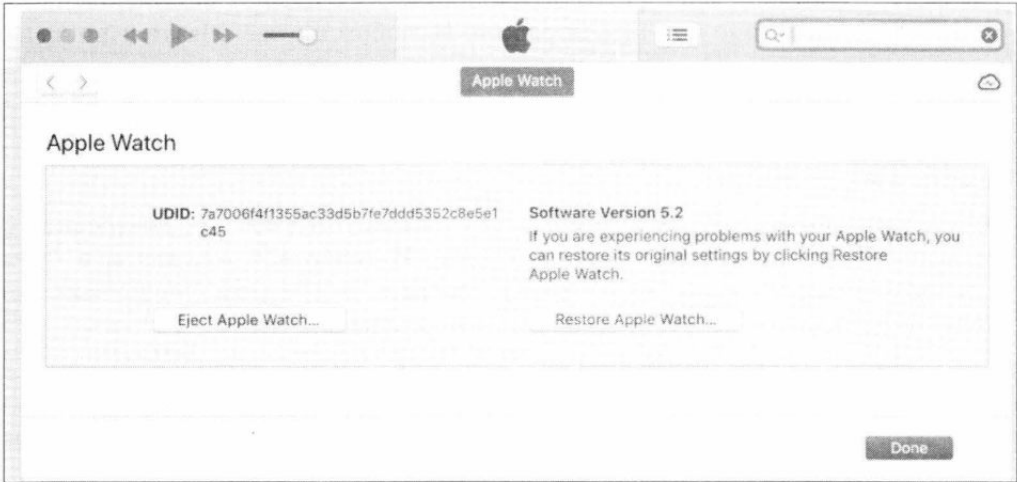 Apple Watch
Apple Watch
UDID: 7a7006f4f1355ac33d5b7fe7ddd5352c8e5e1
c45
Software Version 5.2
If you are experiencing problems with your Apple Watch, you
can restore its original settings by clicking Restore
Apple Watch.
Eject Apple Watch...
Restore Apple Watch...
Done